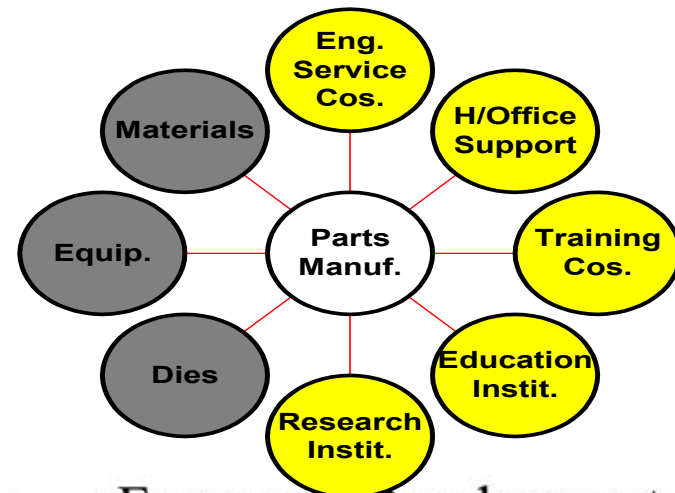 Eng.
Service
Cos.
Materials
H/Office
Support
Equip.
Parts
Manuf.
Training
Cos.
Dies
Education
Instit.
Research
Instit.